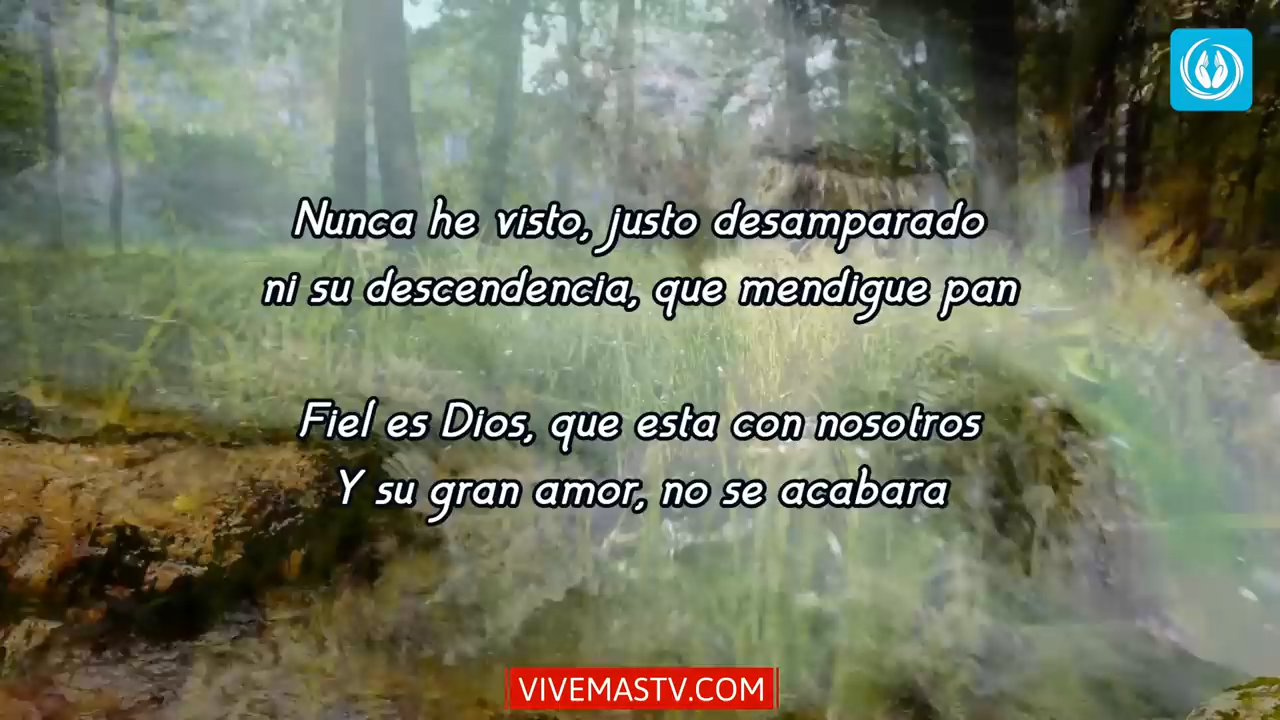 Nunca he visto, justo desamparado
ni su descendencia, que mendigue pan
Fiel es Dios, que esta con nosotros
Y su gran amor, no se acabara
VIVEMASTV.COM